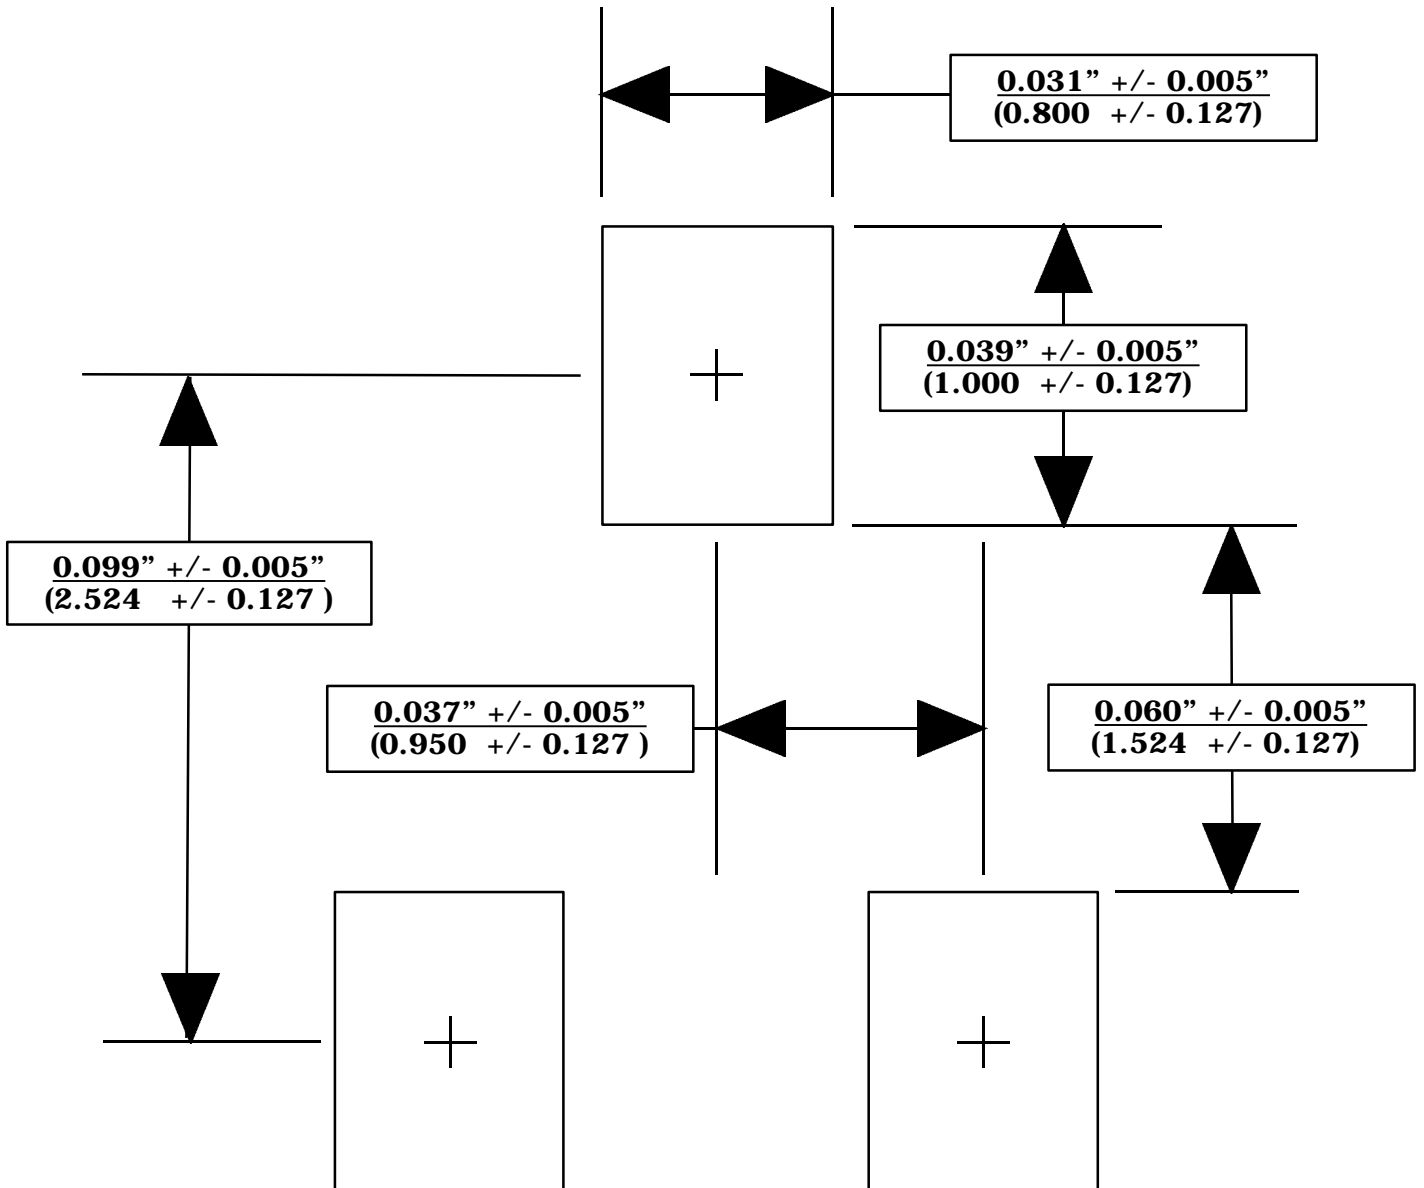 0.031” +/- 0.005”
(0.800 +/- 0.127)
0.039” +/- 0.005”
(1.000 +/- 0.127)
0.099” +/- 0.005”
(2.524 +/- 0.127 )
0.037” +/- 0.005”
(0.950 +/- 0.127 )
0.060” +/- 0.005”
(1.524 +/- 0.127)